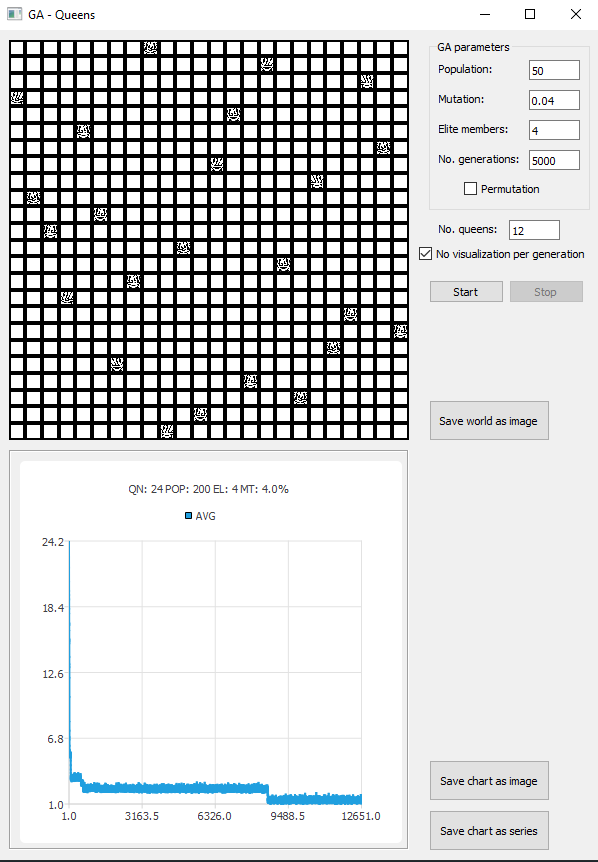 GA - Queens
GA parameters
Population: 50
Mutation: 0.04
Elite members: 4
No. generations: 5000
Permutation
No. queens: 12
No visualization per generation
Start Stop
Save world as image
QN: 24 POP: 200 EL: 4 MT: 4.0%
AVG
24.2
18.4
12.6
6.8
1.0
1.0 3163.5 6326.0 9488.5 12651.0
Save chart as image
Save chart as series